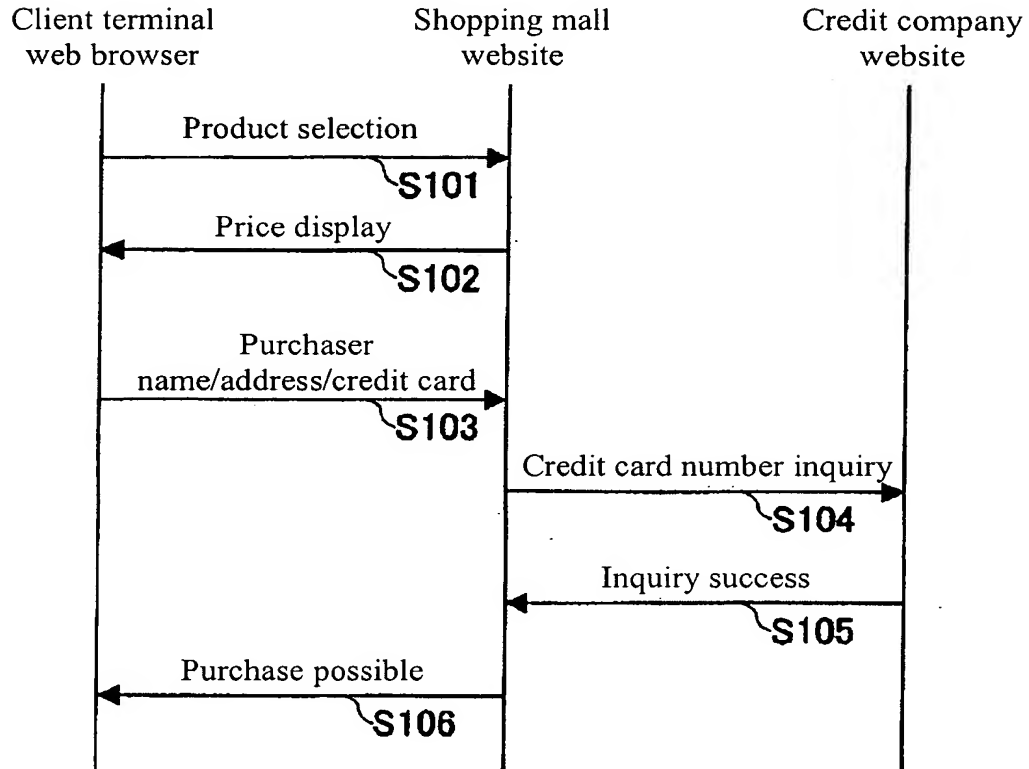 Client terminal
web browser
Shopping mall
website
Credit company
website
Product selection
S101
Price display
S102
Purchaser
name/address/credit card
S103
Credit card number inquiry
S104
Inquiry success
S105
Purchase possible
S106